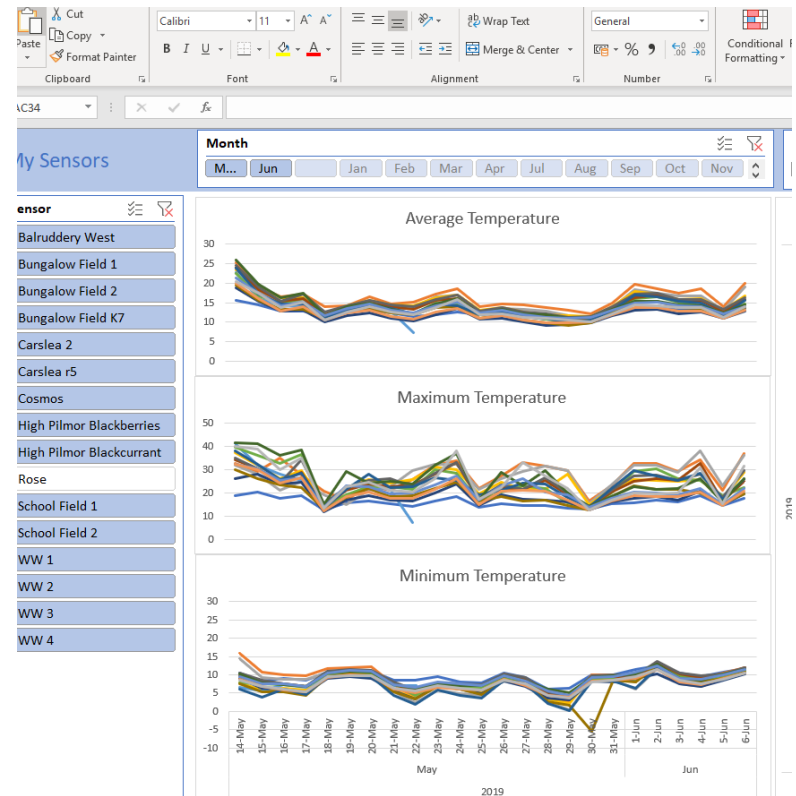 Cut
Calibri 11 A^ Aˇ Wrap Text General
Copy
Paste Format Painter B I U A Merge & Center % 9 .00 Conditional
Formatting
Clipboard Font Alignment Number
AC34 fx
My Sensors
Month
M... Jun Jan Feb Mar Apr Jul Aug Sep Oct Nov
ensor
Balruddery West
Bungalow Field 1
Bungalow Field 2
Bungalow Field K7
Carslea 2
Carslea r5
Cosmos
High Pilmor Blackberries
High Pilmor Blackcurrant
Rose
School Field 1
School Field 2
WW 1
WW 2
WW 3
WW 4
Average Temperature
30
25
20
15
10
5
0
Maximum Temperature
50
40
30
20
10
0
Minimum Temperature
30
25
20
15
10
5
0
-5
-10
14-May 15-May 16-May 17-May 18-May 19-May 20-May 21-May 22-May 23-May 24-May 25-May 26-May 27-May 28-May 29-May 30-May 31-May 1-Jun 2-Jun 3-Jun 4-Jun 5-Jun 6-Jun
May Jun
2019
2019